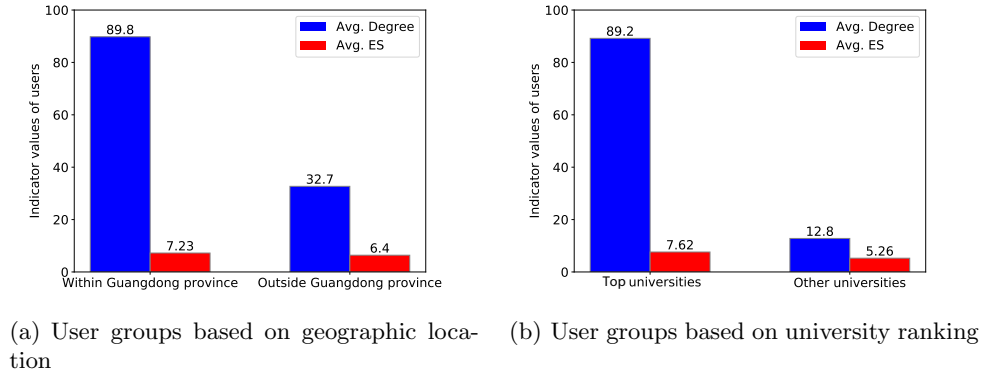 100
80
60
40
20
0
Indicator values of users
Avg. Degree
Avg. ES
89.8
7.23
32.7
6.4
Within Guangdong province
Outside Guangdong province
(a) User groups based on geographic loca-
tion
100
80
60
40
20
0
Indicator values of users
Avg. Degree
Avg. ES
89.2
7.62
12.8
5.26
Top universities
Other universities
(b) User groups based on university ranking